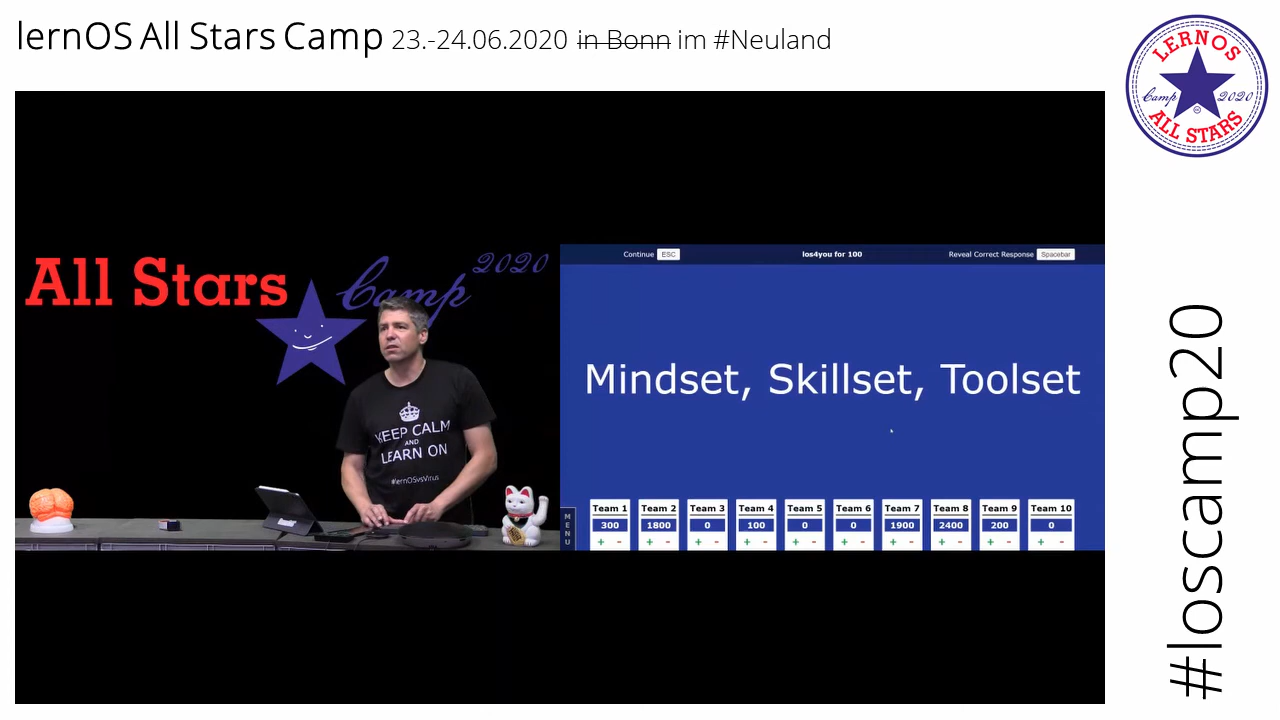 lernOS All Stars Camp 23.-24.06.2020 in Bonn im #Neuland
LERNOS
Camp 2020
ALL STARS
#loscamp20
All Stars Camp 2020
KEEP CALM
AND
LEARN ON
#lernOSvsVirus
Continue ESC
los4you for 100
Reveal Correct Response Spacebar
Mindset, Skillset, Toolset
MENU
Team 1 Team 2 Team 3 Team 4 Team 5 Team 6 Team 7 Team 8 Team 9 Team 10
300 1800 0 100 0 0 1900 2400 200 0
+ - + - + - + - + - + - + - + - + - + -